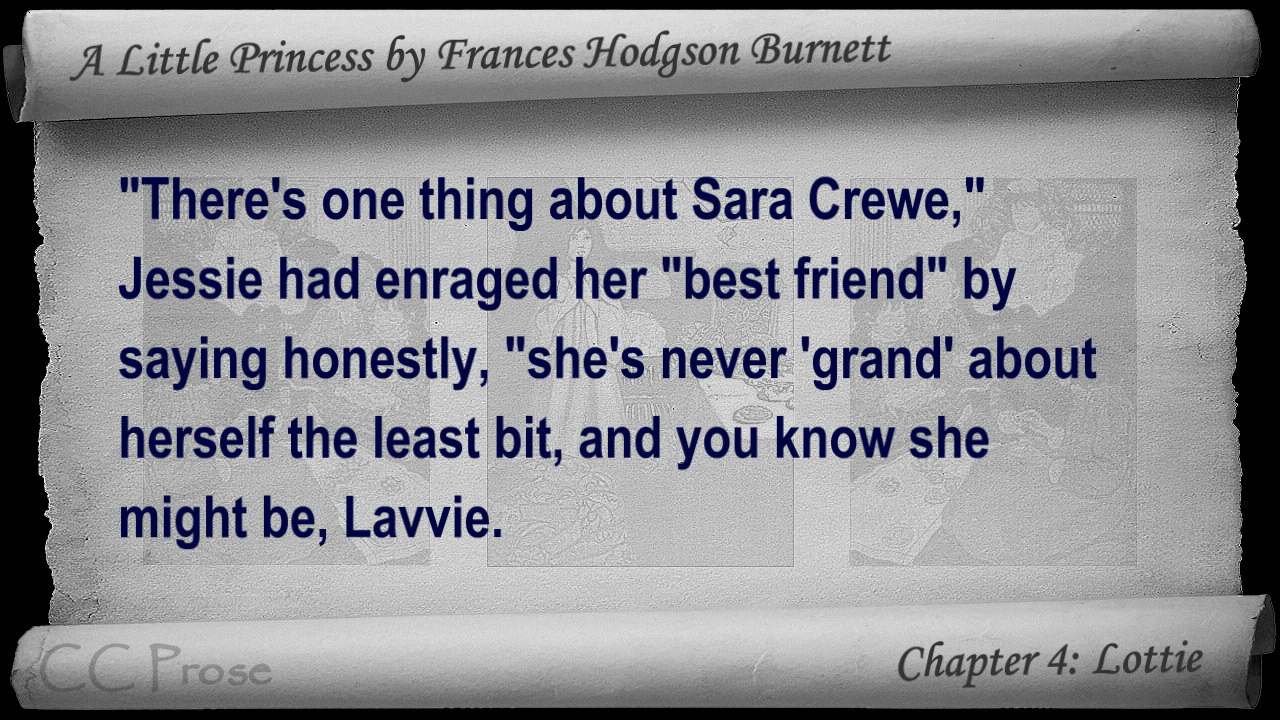 A Little Princess by Frances Hodgson Burnett
"There's one thing about Sara Crewe,"
Jessie had enraged her "best friend" by
saying honestly, "she's never 'grand' about
herself the least bit, and you know she
might be, Lavvie.
CC Prose
Chapter 4: Lottie